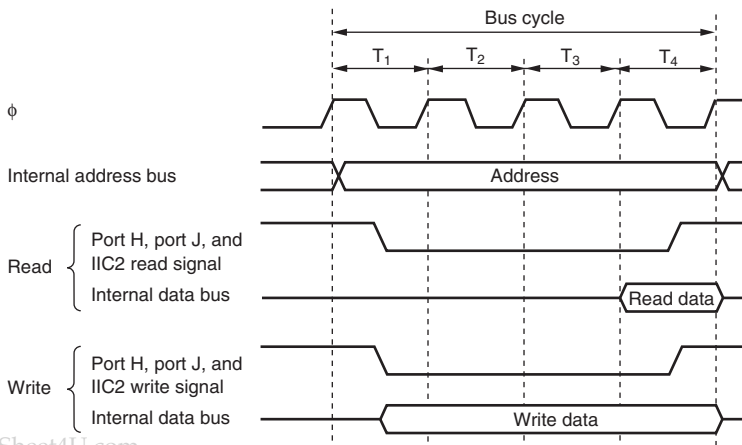 Bus cycle
T1 T2 T3 T4
ϕ
Internal address bus
Address
Read
Port H, port J, and
IIC2 read signal
Internal data bus
Read data
Write
Port H, port J, and
IIC2 write signal
Internal data bus
Write data